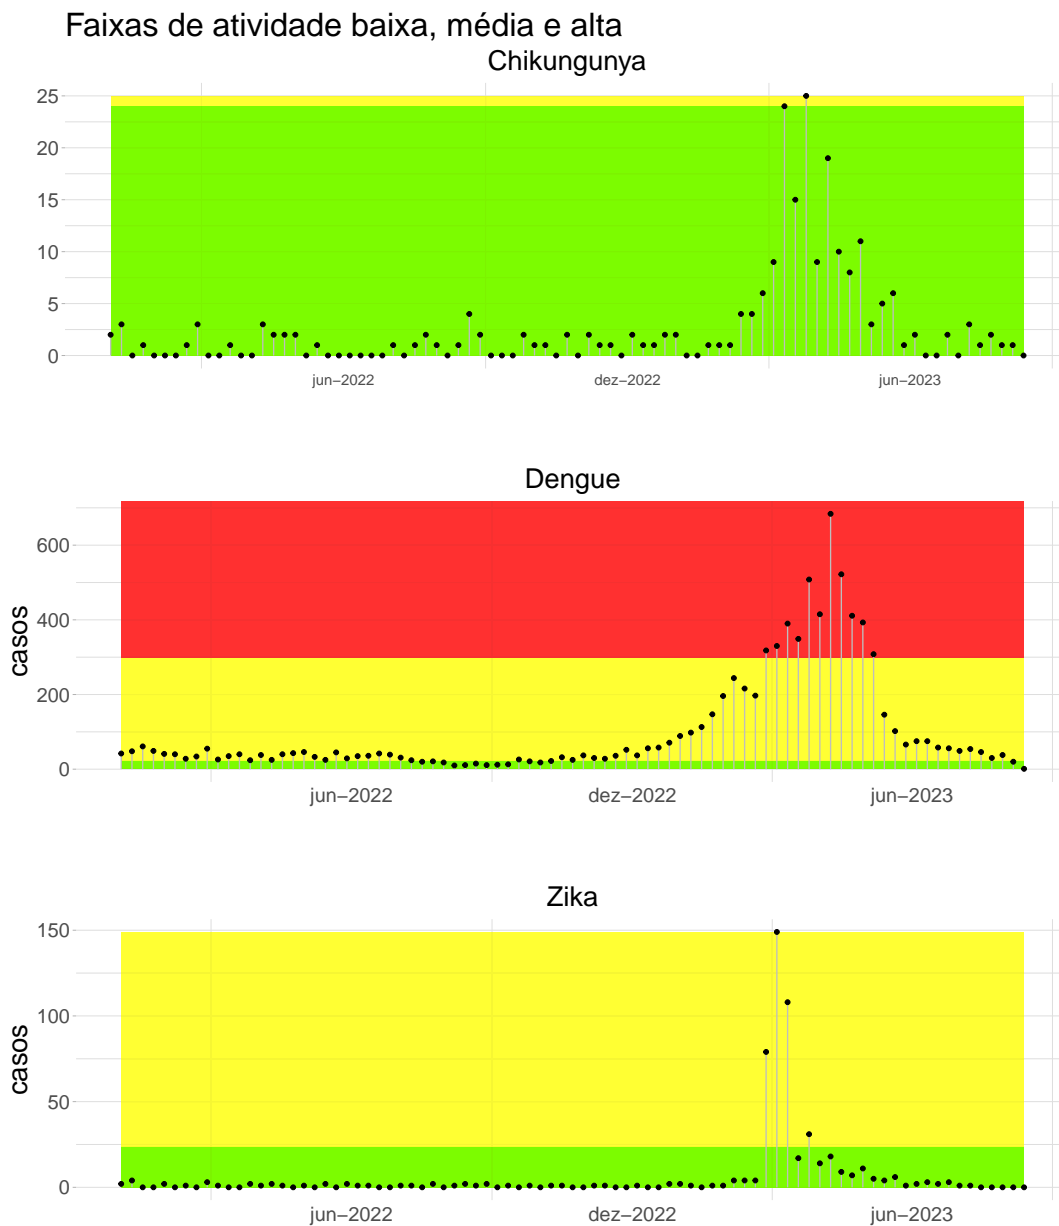 Faixas de atividade baixa, média e alta
Chikungunya
25
20
15
10
5
0
jun−2022 dez−2022 jun−2023
Dengue
casos
600
400
200
0
jun−2022 dez−2022 jun−2023
Zika
casos
150
100
50
0
jun−2022 dez−2022 jun−2023